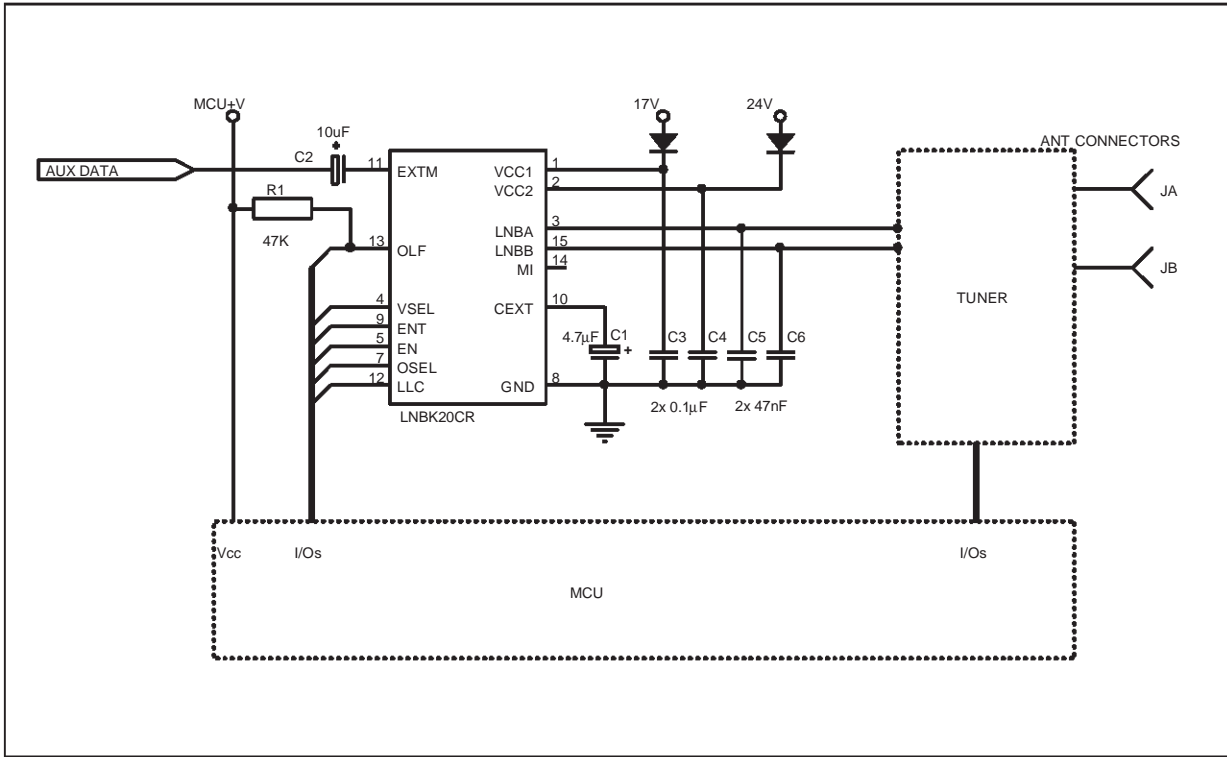 MCU+V
17V
24V
10uF
+
ANT CONNECTORS
C2
AUX DATA
11
EXTM
VCC1
1
VCC2
2
JA
R1
47K
LNBA
3
13
OLF
LNBB
15
MI
14
JB
TUNER
4
VSEL
CEXT
10
9
ENT
4.7µF
C1
+
C3
C4
C5
C6
5
EN
7
OSEL
12
LLC
GND
8
LNBK20CR
2x 0.1µF
2x 47nF
Vcc
I/Os
I/Os
MCU